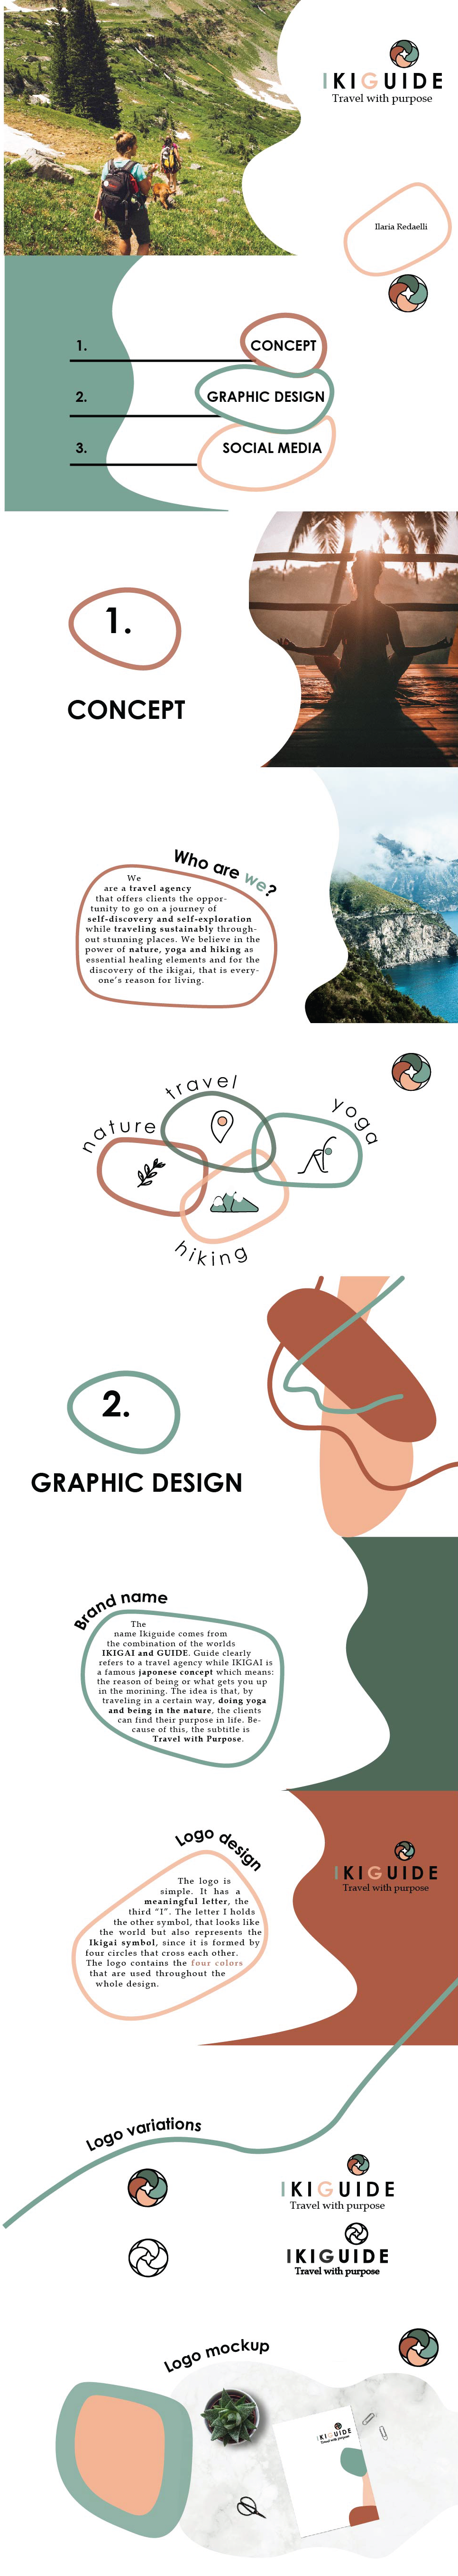 IKIGUIDE
Travel with purpose
Ilaria Redaelli
1.
CONCEPT
2.
GRAPHIC DESIGN
3.
SOCIAL MEDIA
1.
CONCEPT
Who are we?
We
are a travel agency
that offers clients the oppor-
tunity to go on a journey of
self-discovery and self-exploration
while traveling sustainably through-
out stunning places. We believe in the
power of nature, yoga and hiking as
essential healing elements and for the
discovery of the ikigai, that is every-
one's reason for living.
travel
nature
yoga
hiking
2.
GRAPHIC DESIGN
Brand name
The
name Ikiguide comes from
the combination of the worlds
IKIGAI and GUIDE. Guide clearly
refers to a travel agency while IKIGAI is
a famous japonese concept which means:
the reason of being or what gets you up
in the morining. The idea is that, by
traveling in a certain way, doing yoga
and being in the nature, the clients
can find their purpose in life. Be-
cause of this, the subtitle is
Travel with Purpose.
Logo design
The logo is
simple. It has a
meaningful letter, the
third “I”. The letter I holds
the other symbol, that looks like
the world but also represents the
Ikigai symbol, since it is formed by
four circles that cross each other.
The logo contains the four colors
that are used throughout the
whole design.
IKIGUIDE
Travel with purpose
Logo variations
IKIGUIDE
Travel with purpose
IKIGUIDE
Travel with purpose
Logo mockup
IKIGUIDE
Travel with purpose